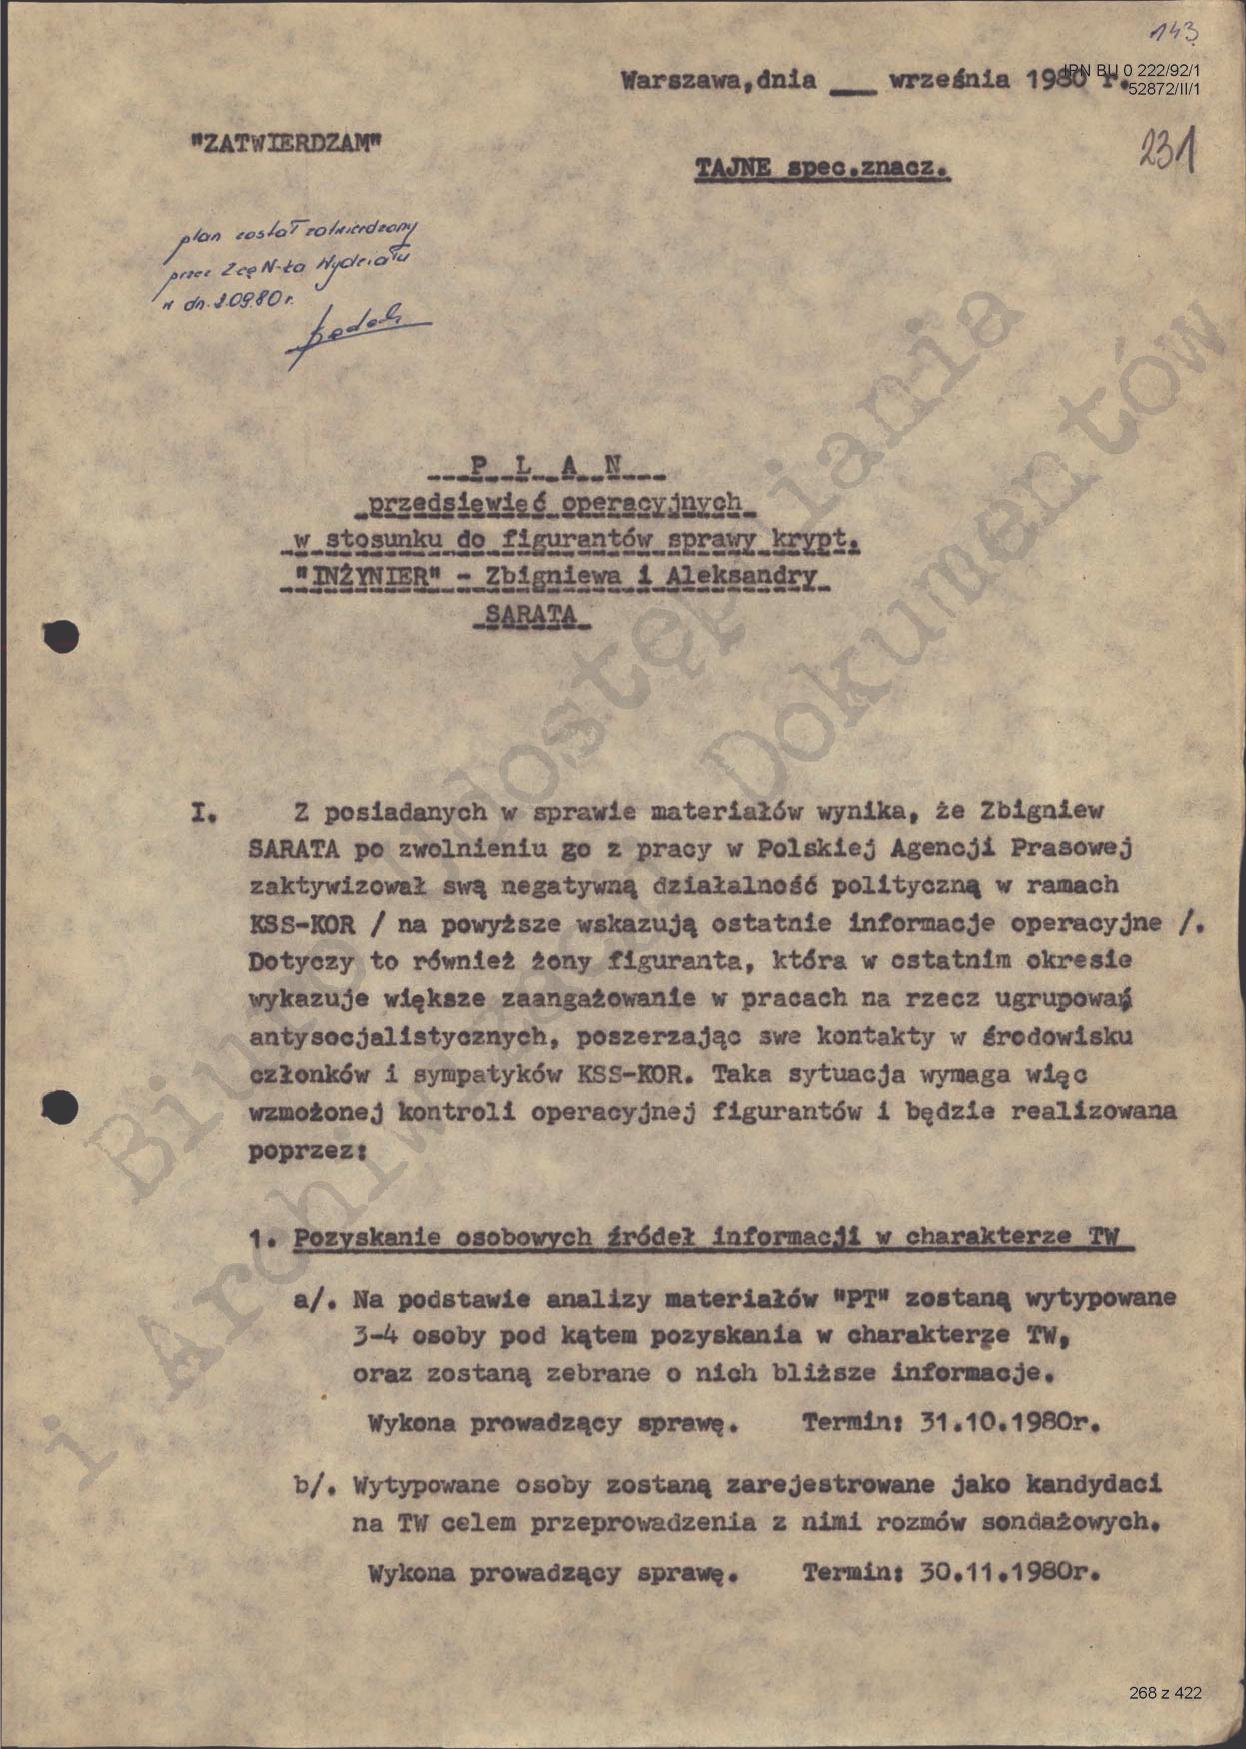 143
IPN BU 0 222/92/1
52872/II/1
Warszawa,dnia ___ września 1980 r.
"ZATWIERDZAM"
TAJNE spec.znacz.
231
plan został zatwierdzony
przez Zcę N-ka Wydziału
w dn. 2.09.80 r.
P L A N
przedsięwięć operacyjnych
w stosunku do figurantów sprawy krypt.
"INŻYNIER" - Zbigniewa i Aleksandry
SARATA
I. Z posiadanych w sprawie materiałów wynika, że Zbigniew
SARATA po zwolnieniu go z pracy w Polskiej Agencji Prasowej
zaktywizował swą negatywną działalność polityczną w ramach
KSS-KOR / na powyższe wskazują ostatnie informacje operacyjne /.
Dotyczy to również żony figuranta, która w ostatnim okresie
wykazuje większe zaangażowanie w pracach na rzecz ugrupowań
antysocjalistycznych, poszerzając swe kontakty w środowisku
członków i sympatyków KSS-KOR. Taka sytuacja wymaga więc
wzmożonej kontroli operacyjnej figurantów i będzie realizowana
poprzez:
1. Pozyskanie osobowych źródeł informacji w charakterze TW
a/. Na podstawie analizy materiałów "PT" zostaną wytypowane
3-4 osoby pod kątem pozyskania w charakterze TW,
oraz zostaną zebrane o nich bliższe informacje.
Wykona prowadzący sprawę. Termin: 31.10.1980r.
b/. Wytypowane osoby zostaną zarejestrowane jako kandydaci
na TW celem przeprowadzenia z nimi rozmów sondażowych.
Wykona prowadzący sprawę. Termin: 30.11.1980r.
Biuro Udostępniania
i Archiwizacji Dokumentów
268 z 422